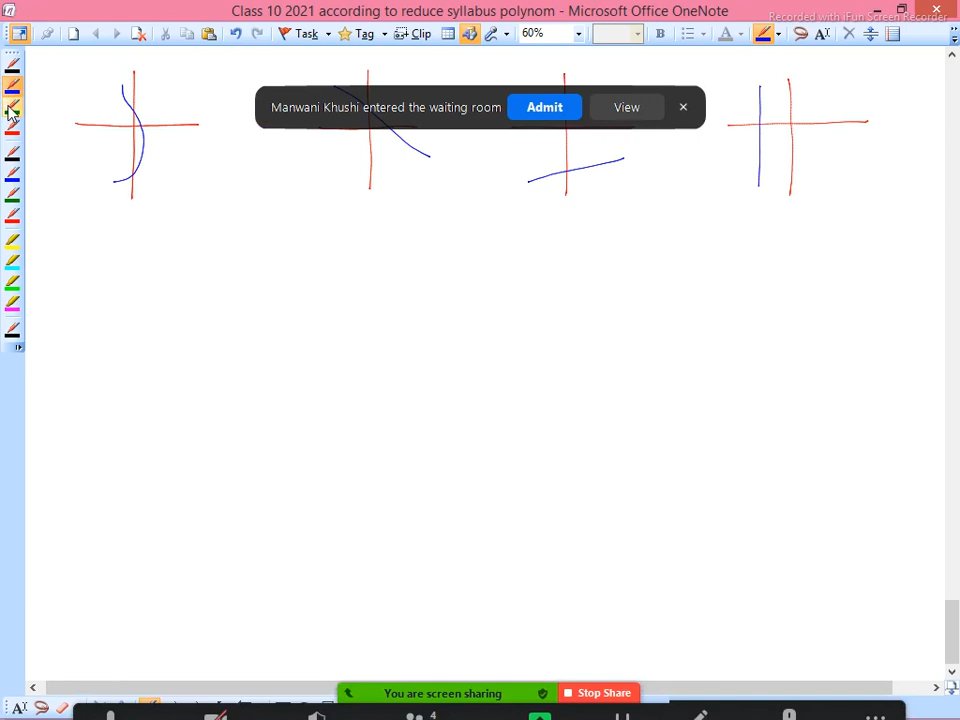 Class 10 2021 according to reduce syllabus polynom - Microsoft Office OneNote
Recorded with iFun Screen Recorder
Task
Tag
Clip
60%
B
A
A
Manwani Khushi entered the waiting room
Admit
View
You are screen sharing
Stop Share
A
4